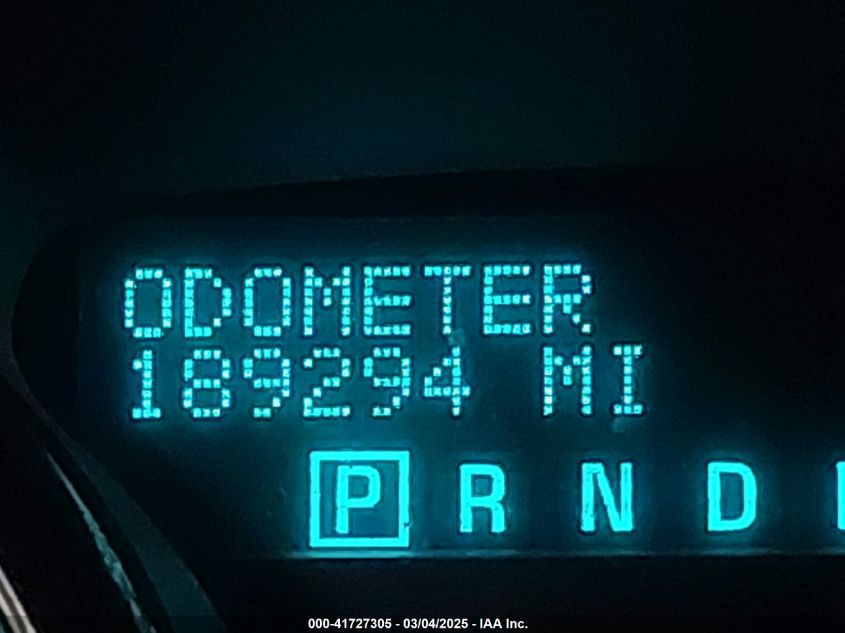 ODOMETER
189294 MI
P R N D
000-41727305 - 03/04/2025 - IAA Inc.